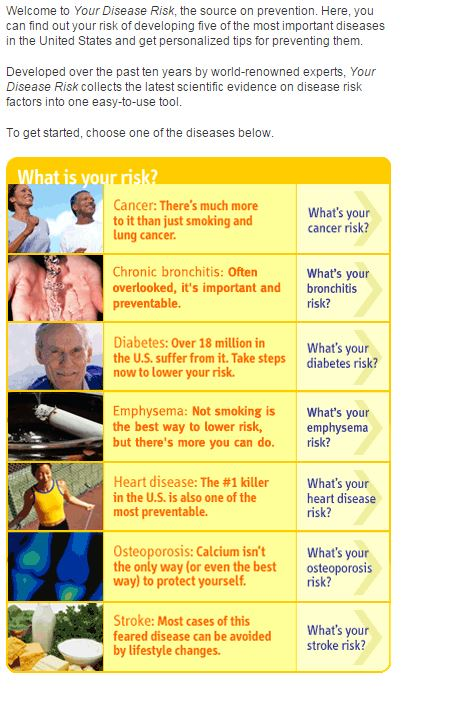 Welcome to Your Disease Risk, the source on prevention. Here, you
can find out your risk of developing five of the most important diseases
in the United States and get personalized tips for preventing them.
Developed over the past ten years by world-renowned experts, Your
Disease Risk collects the latest scientific evidence on disease risk
factors into one easy-to-use tool.
To get started, choose one of the diseases below.
What is your risk?
Cancer: There's much more
to it than just smoking and
lung cancer.
What's your
cancer risk?
Chronic bronchitis: Often
overlooked, it's important and
preventable.
What's your
bronchitis
risk?
Diabetes: Over 18 million in
the U.S. suffer from it. Take steps
now to lower your risk.
What's your
diabetes risk?
Emphysema: Not smoking is
the best way to lower risk,
but there's more you can do.
What's your
emphysema
risk?
Heart disease: The #1 killer
in the U.S. is also one of the
most preventable.
What's your
heart disease
risk?
Osteoporosis: Calcium isn't
the only way (or even the best
way) to protect yourself.
What's your
osteoporosis
risk?
Stroke: Most cases of this
feared disease can be avoided
by lifestyle changes.
What's your
stroke risk?